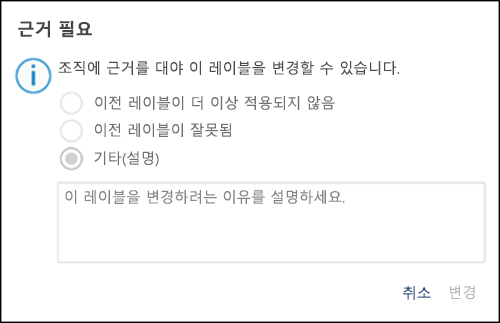 근거 필요
조직에 근거를 대야 이 레이블을 변경할 수 있습니다.
이전 레이블이 더 이상 적용되지 않음
이전 레이블이 잘못됨
기타(설명)
이 레이블을 변경하려는 이유를 설명하세요.
취소 변경